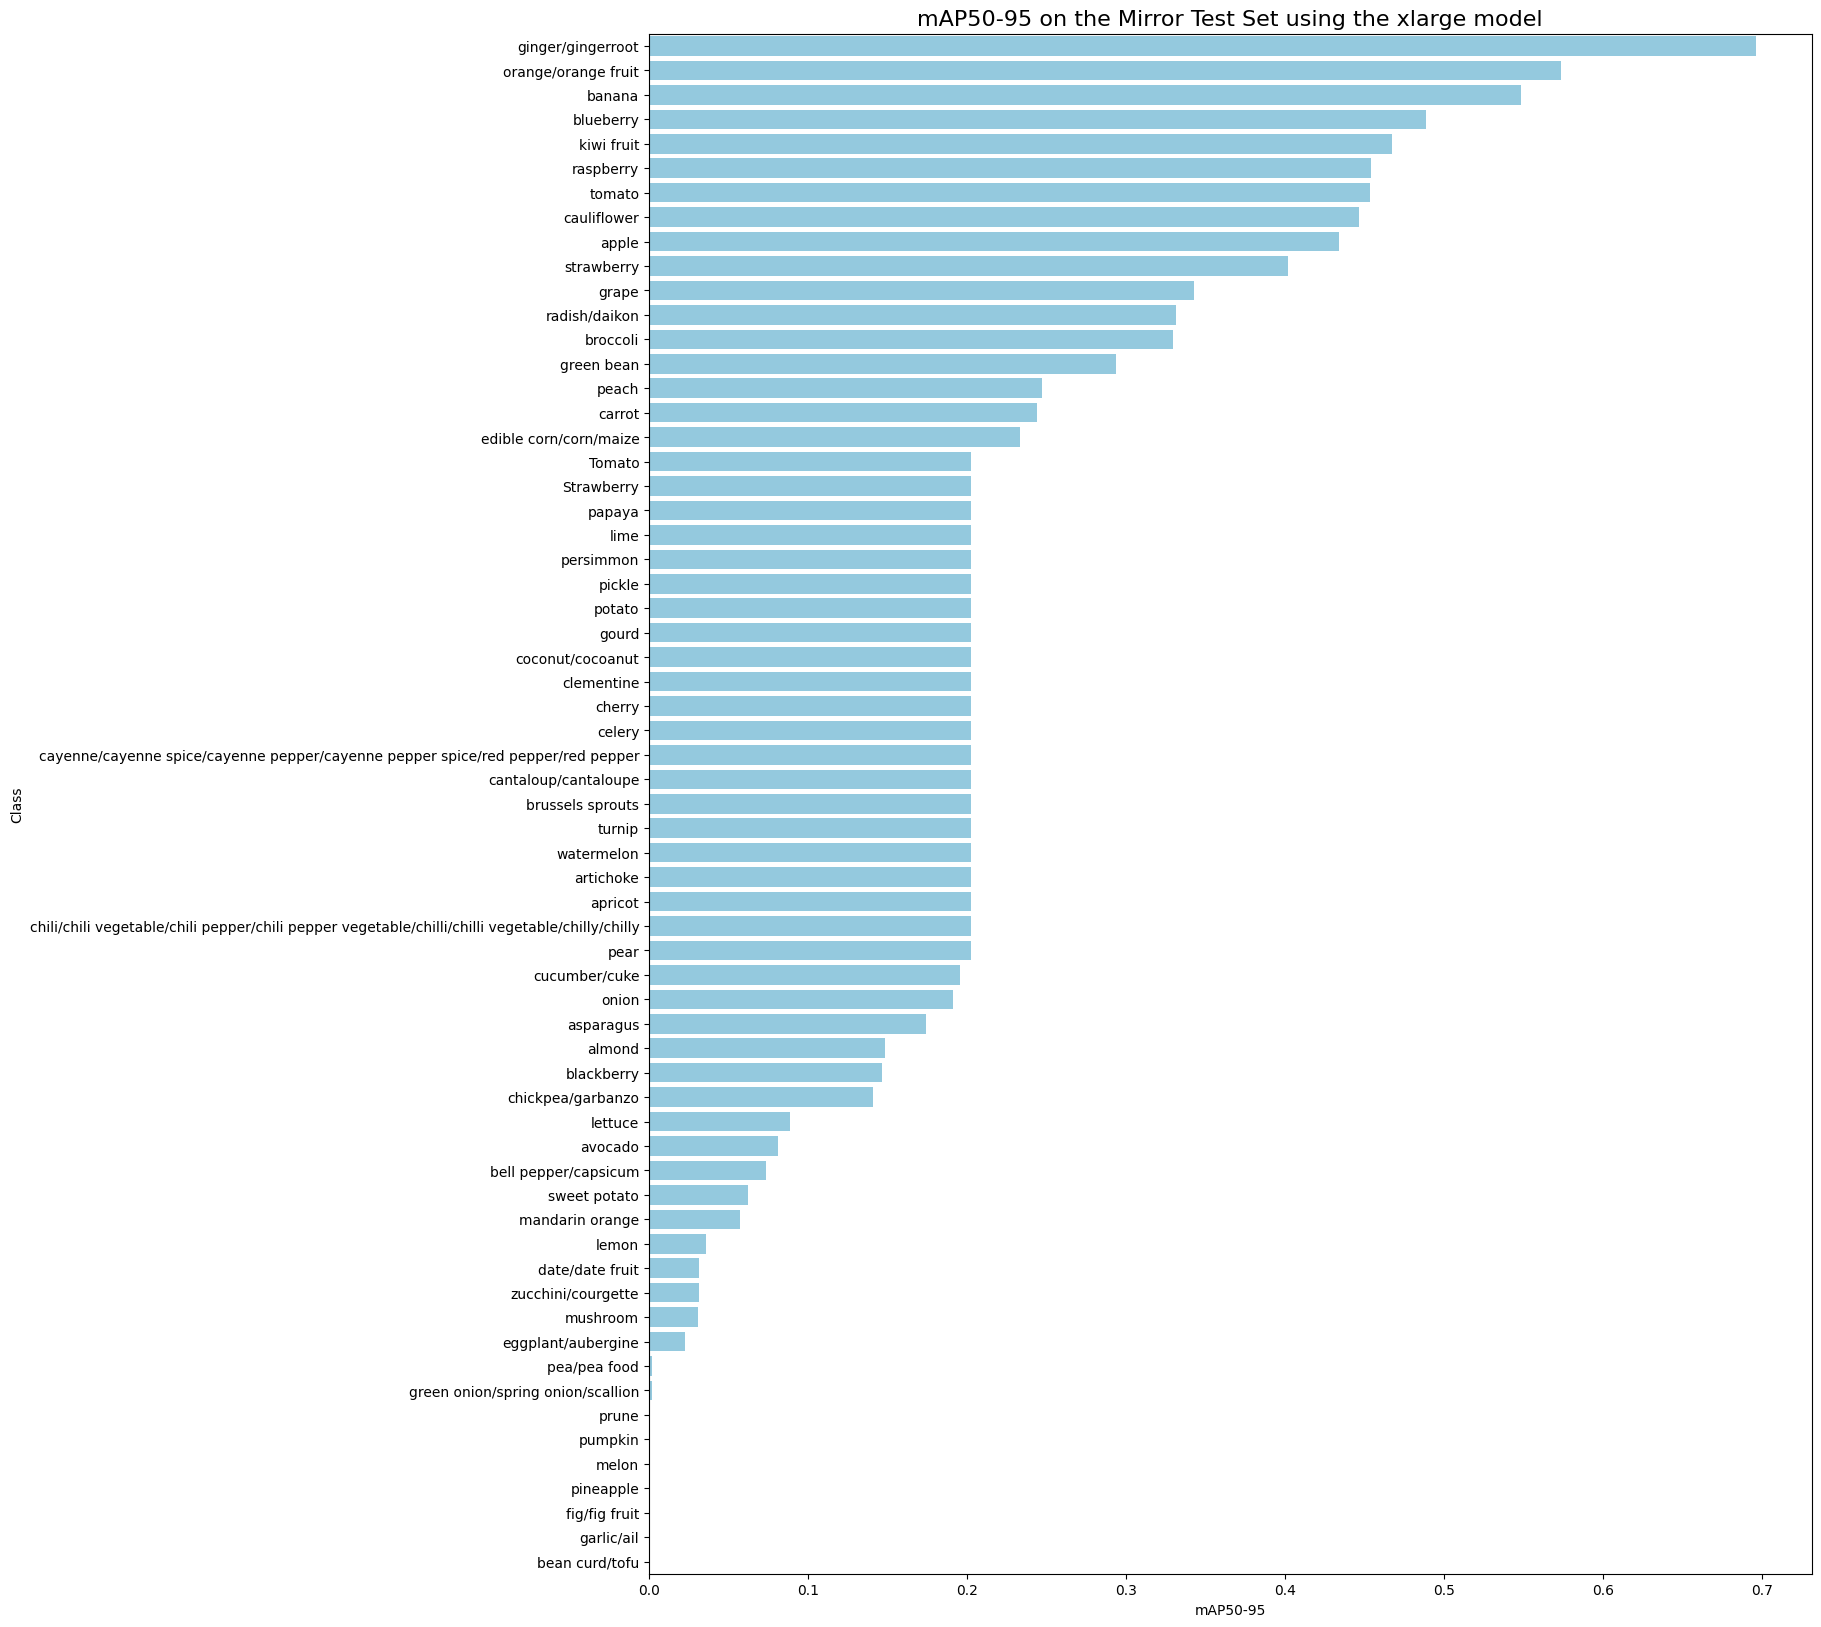 mAP50-95 on the Mirror Test Set using the xlarge model
ginger/gingerroot
orange/orange fruit
banana
blueberry
kiwi fruit
raspberry
tomato
cauliflower
apple
strawberry
grape
radish/daikon
broccoli
green bean
peach
carrot
edible corn/corn/maize
Tomato
Strawberry
papaya
lime
persimmon
pickle
potato
gourd
coconut/cocoanut
clementine
cherry
celery
cayenne/cayenne spice/cayenne pepper/cayenne pepper spice/red pepper/red pepper
cantaloup/cantaloupe
brussels sprouts
turnip
watermelon
artichoke
apricot
chili/chili vegetable/chili pepper/chili pepper vegetable/chilli/chilli vegetable/chilly/chilly
pear
cucumber/cuke
onion
asparagus
almond
blackberry
chickpea/garbanzo
lettuce
avocado
bell pepper/capsicum
sweet potato
mandarin orange
lemon
date/date fruit
zucchini/courgette
mushroom
eggplant/aubergine
pea/pea food
green onion/spring onion/scallion
prune
pumpkin
melon
pineapple
fig/fig fruit
garlic/ail
bean curd/tofu
Class
0.0 0.1 0.2 0.3 0.4 0.5 0.6 0.7
mAP50-95